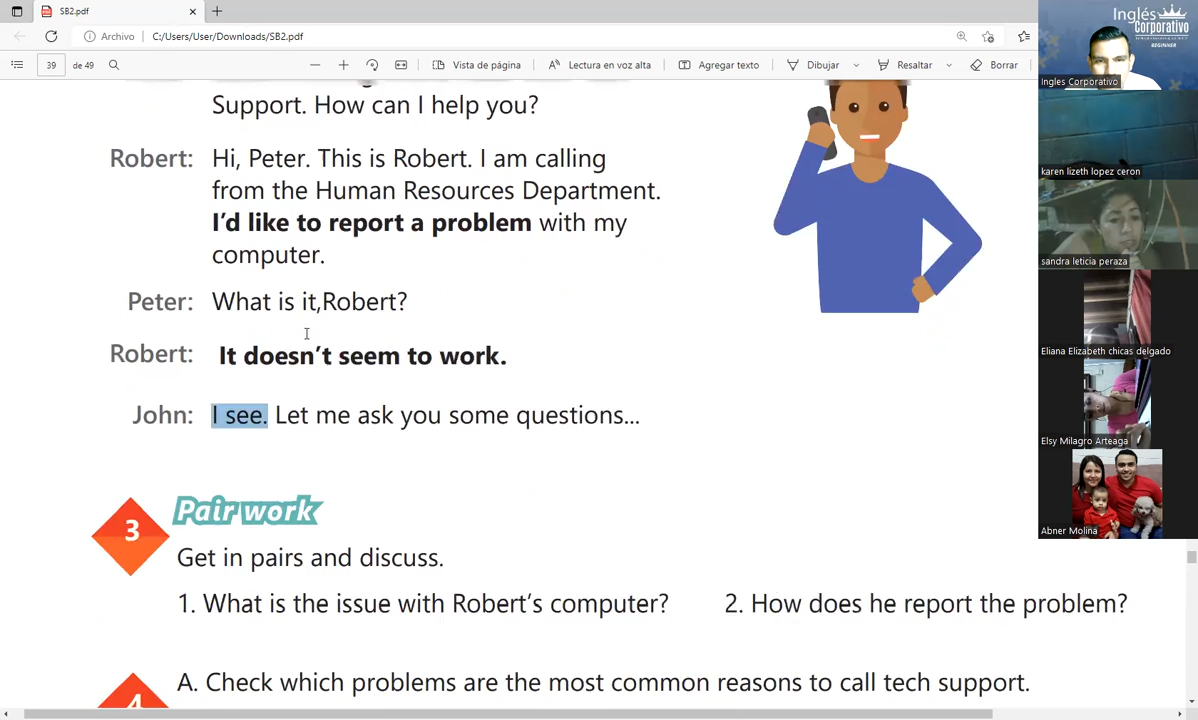 SB2.pdf
Archivo C:/Users/User/Downloads/SB2.pdf
39 de 49 Vista de página Lectura en voz alta Agregar texto Dibujar Resaltar Borrar
Support. How can I help you?
Robert: Hi, Peter. This is Robert. I am calling
from the Human Resources Department.
I'd like to report a problem with my
computer.
Peter: What is it,Robert?
Robert: It doesn't seem to work.
John: I see. Let me ask you some questions...
3 Pair work
Get in pairs and discuss.
1. What is the issue with Robert's computer? 2. How does he report the problem?
4 A. Check which problems are the most common reasons to call tech support.
Inglés
Corporativo
BEGINNER
Ingles Corporativo
karen lizeth lopez ceron
sandra leticia peraza
Eliana Elizabeth chicas delgado
Elsy Milagro Arteaga
Abner Molina